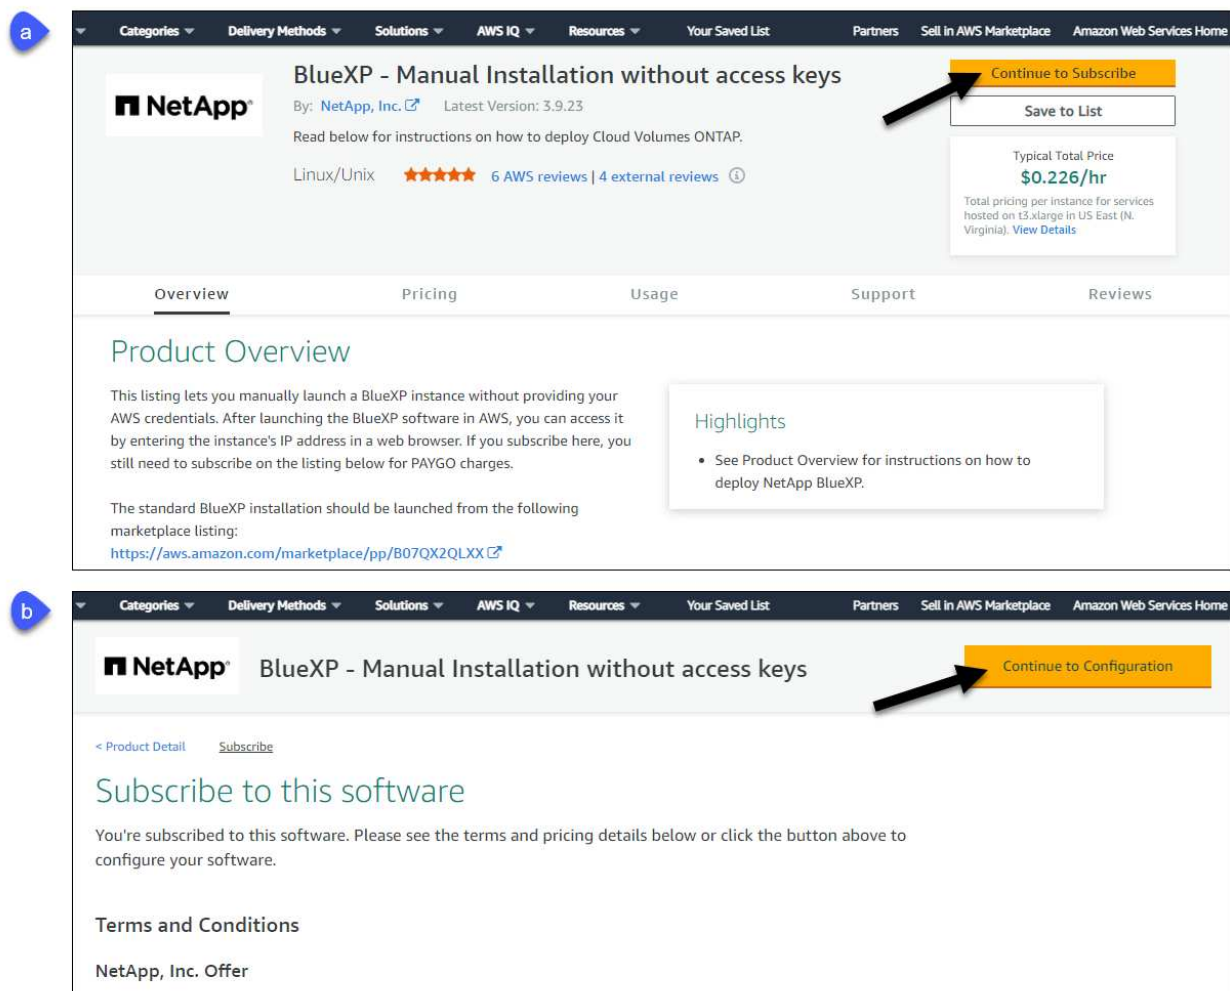 a
Categories Delivery Methods Solutions AWS IQ Resources Your Saved List Partners Sell in AWS Marketplace Amazon Web Services Home
NetApp®
BlueXP - Manual Installation without access keys
By: NetApp, Inc. Latest Version: 3.9.23
Read below for instructions on how to deploy Cloud Volumes ONTAP.
Linux/Unix 6 AWS reviews | 4 external reviews
Continue to Subscribe
Save to List
Typical Total Price
$0.226/hr
Total pricing per instance for services
hosted on t3.xlarge in US East (N.
Virginia). View Details
Overview Pricing Usage Support Reviews
Product Overview
This listing lets you manually launch a BlueXP instance without providing your
AWS credentials. After launching the BlueXP software in AWS, you can access it
by entering the instance's IP address in a web browser. If you subscribe here, you
still need to subscribe on the listing below for PAYGO charges.
The standard BlueXP installation should be launched from the following
marketplace listing:
https://aws.amazon.com/marketplace/pp/B07QX2QLXX
Highlights
• See Product Overview for instructions on how to
deploy NetApp BlueXP.
b
Categories Delivery Methods Solutions AWS IQ Resources Your Saved List Partners Sell in AWS Marketplace Amazon Web Services Home
NetApp®
BlueXP - Manual Installation without access keys
Continue to Configuration
< Product Detail Subscribe
Subscribe to this software
You're subscribed to this software. Please see the terms and pricing details below or click the button above to
configure your software.
Terms and Conditions
NetApp, Inc. Offer